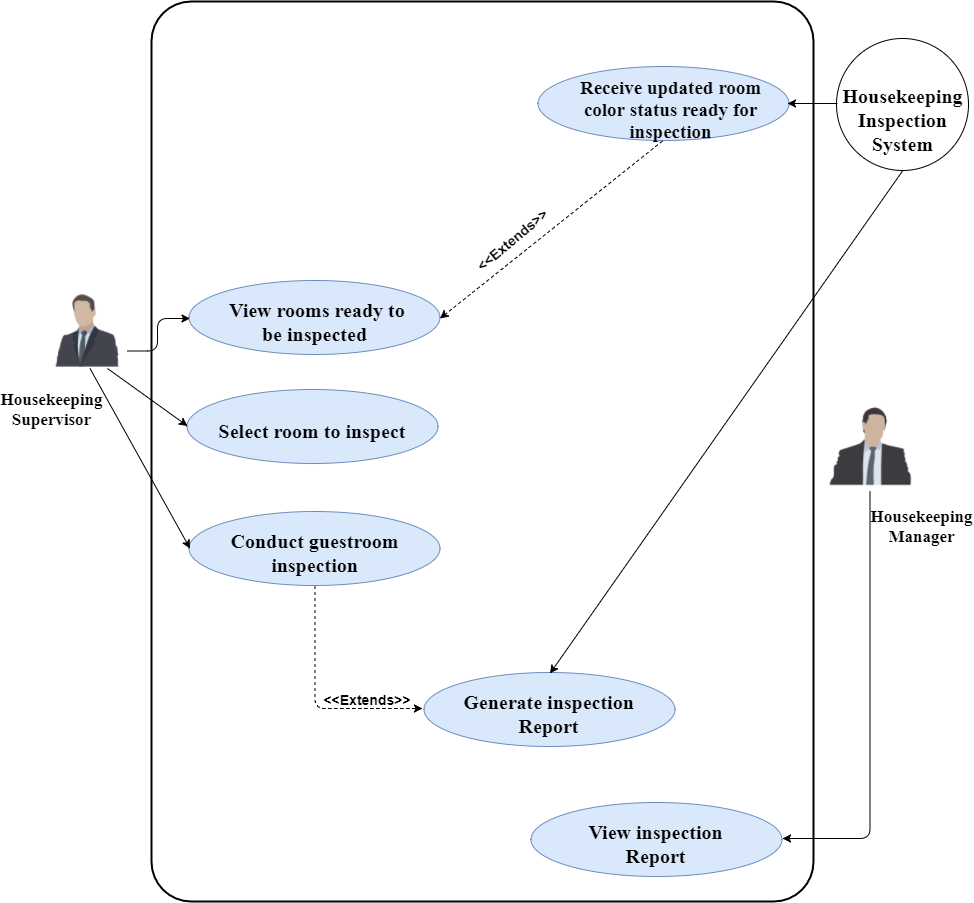 Receive updated room
color status ready for
inspection
Housekeeping
Inspection
System
<<Extends>>
View rooms ready to
be inspected
Housekeeping
Supervisor
Select room to inspect
Housekeeping
Manager
Conduct guestroom
inspection
<<Extends>>
Generate inspection
Report
View inspection
Report